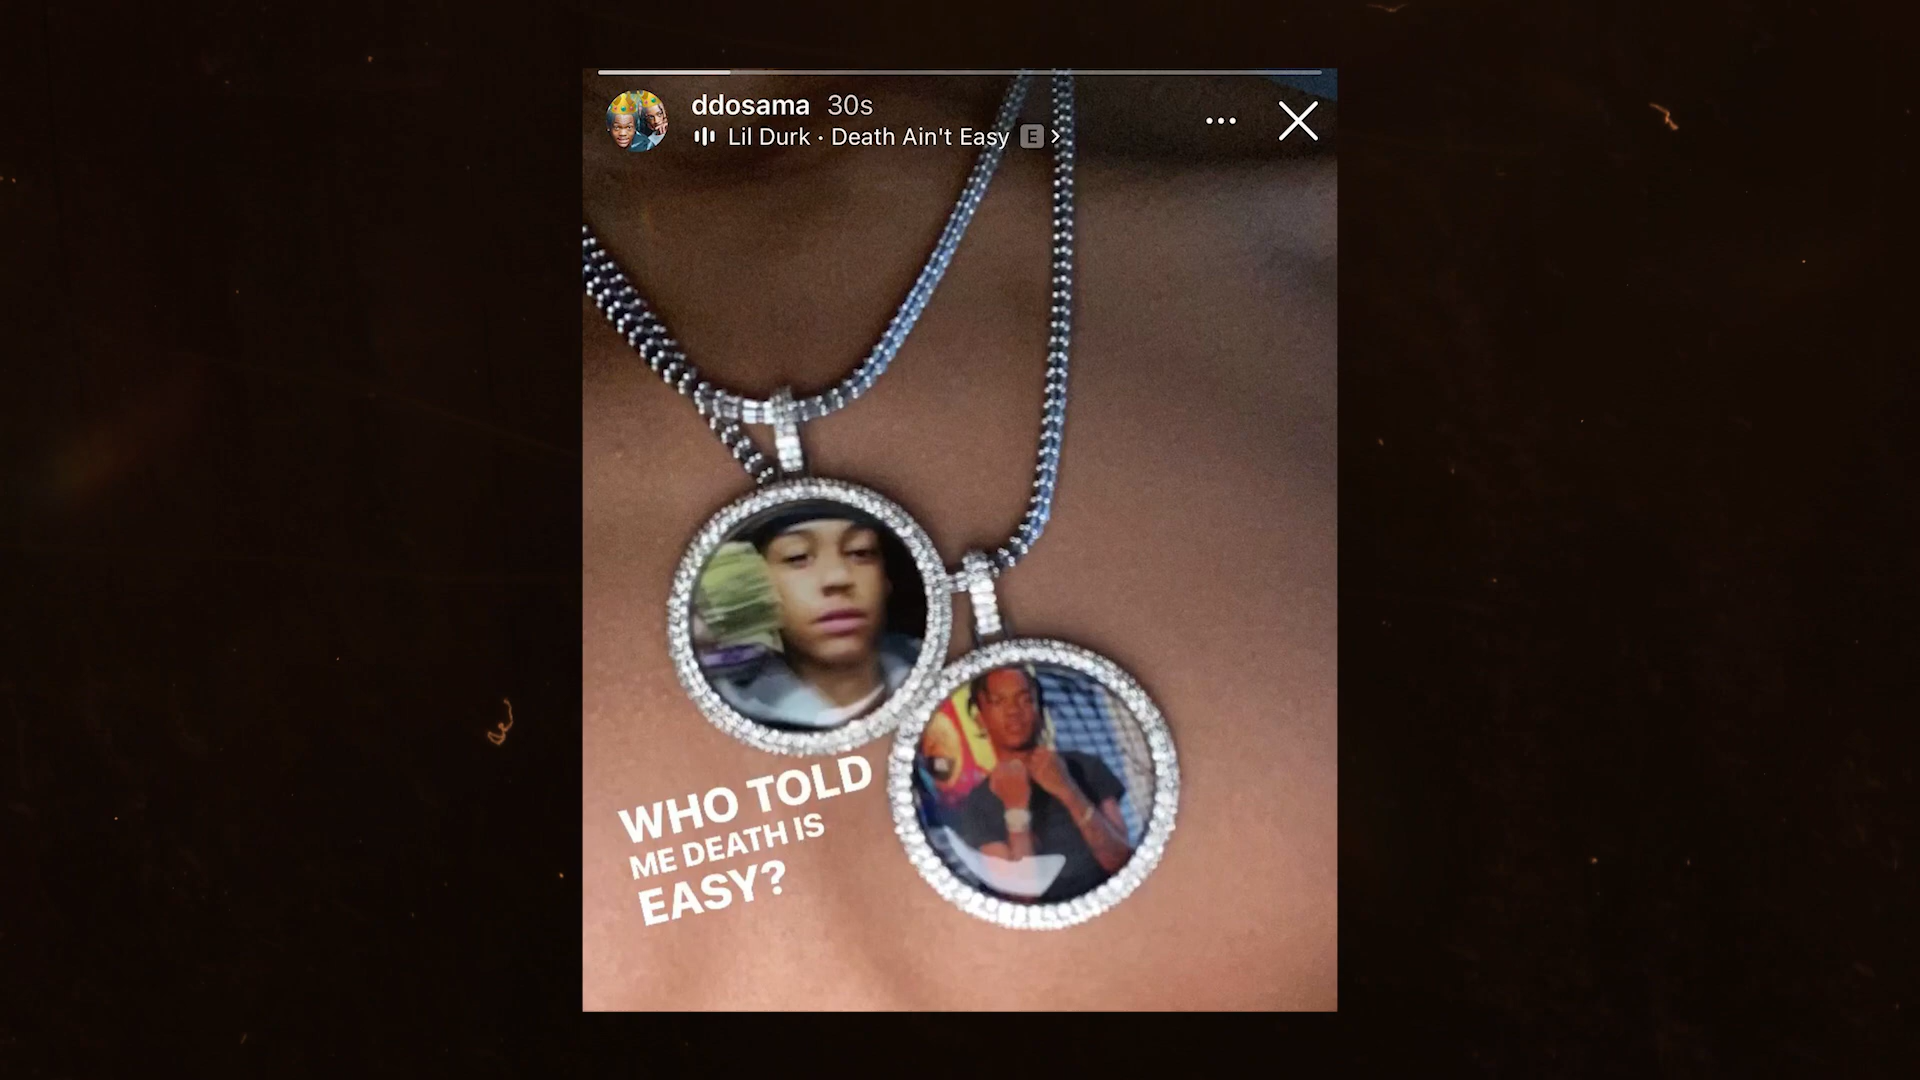 ddosama 30s
Lil Durk · Death Ain't Easy E
WHO TOLD
ME DEATH IS
EASY?